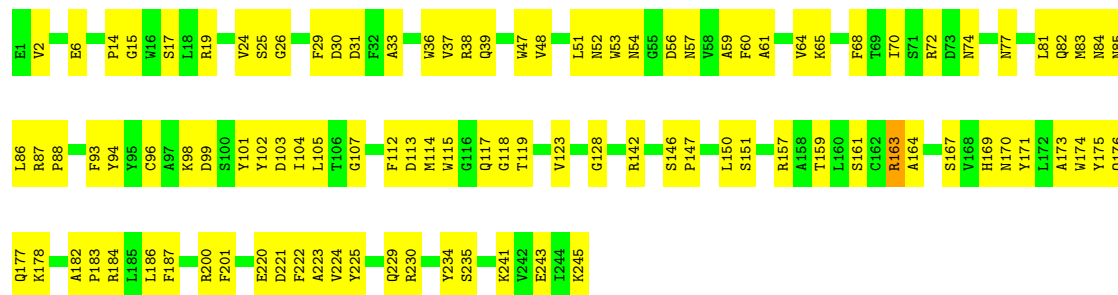 E1 V2 E6 P14 G15 W16 S17 L18 R19 V24 S25 G26 F29 D30 D31 F32 A33 W36 V37 R38 Q39 W47 V48 L51 N52 W53 N54 G55 D56 N57 V58 A59 F60 A61 V64 K65 F68 T69 I70 S71 R72 D73 N74 N77 L81 Q82 M83 N84
L86 R87 P88 F93 Y94 Y95 C96 A97 K98 D99 S100 Y101 Y102 D103 I104 L105 T106 G107 F112 D113 M114 W115 G116 Q117 G118 T119 V123 G128 R142 S146 P147 L150 S151 R157 A158 T159 L160 S161 C162 R163 A164 S167 V168 H169 N170 Y171 L172 A173 W174 Y175 Q176
Q177 K178 A182 P183 R184 L185 L186 F187 R200 F201 E220 D221 F222 A223 V224 Y225 Q229 R230 Y234 S235 K241 V242 E243 I244 K245